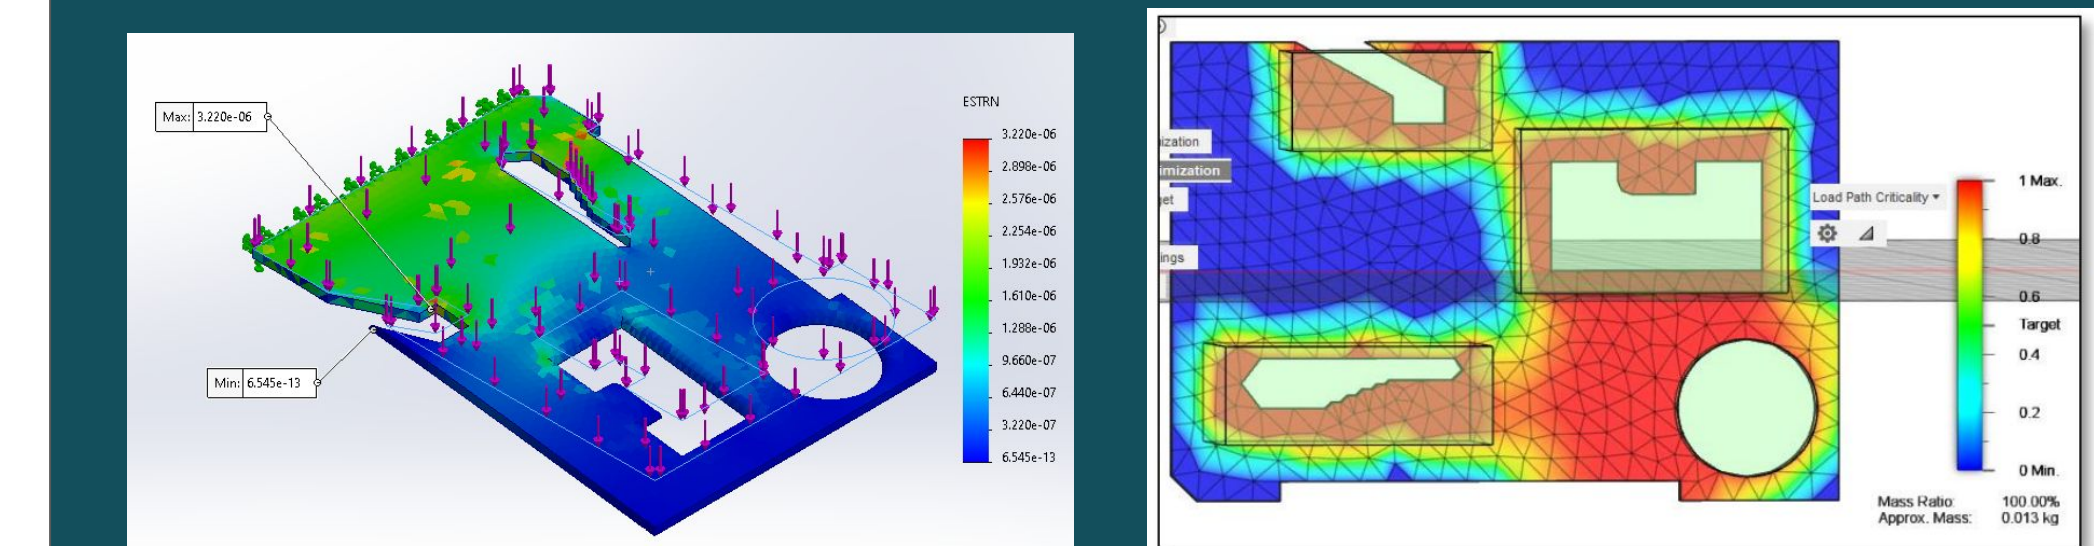 Max: 3.220e-06
Min: 6.545e-13
ESTRN
3.220e-06
2.898e-06
2.576e-06
2.254e-06
1.932e-06
1.610e-06
1.288e-06
9.660e-07
6.440e-07
3.220e-07
6.545e-13
ization
imization
get
ings
Load Path Criticality
1 Max.
0.8
0.6
Target
0.4
0.2
0 Min.
Mass Ratio: 100.00%
Approx. Mass: 0.013 kg